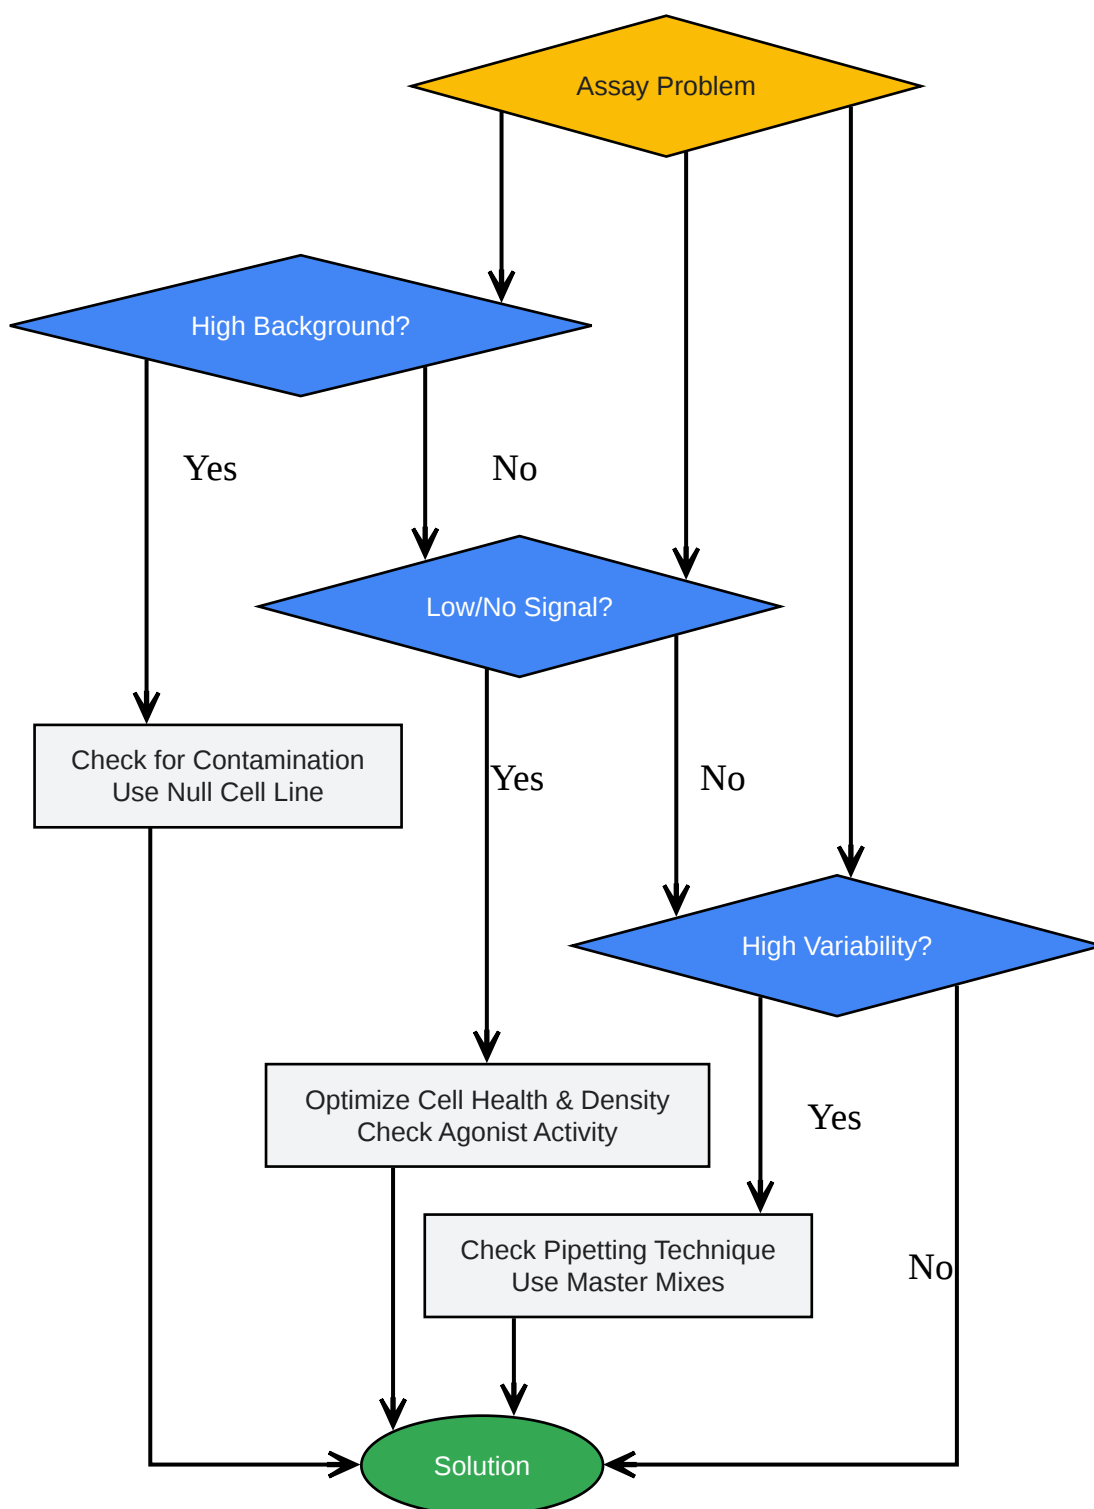 Assay Problem
High Background?
Yes
No
Low/No Signal?
Check for Contamination
Use Null Cell Line
Yes
No
High Variability?
Optimize Cell Health & Density
Check Agonist Activity
Yes
Check Pipetting Technique
Use Master Mixes
No
Solution